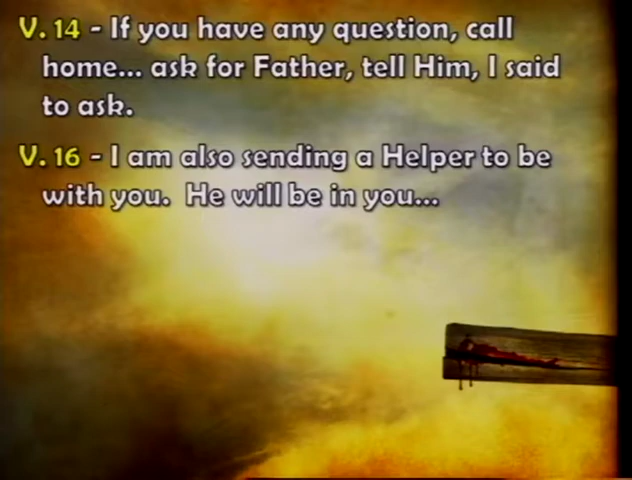 V. 14 - If you have any question, call
home... ask for Father, tell Him, I said
to ask.
V. 16 - I am also sending a Helper to be
with you. He will be in you...